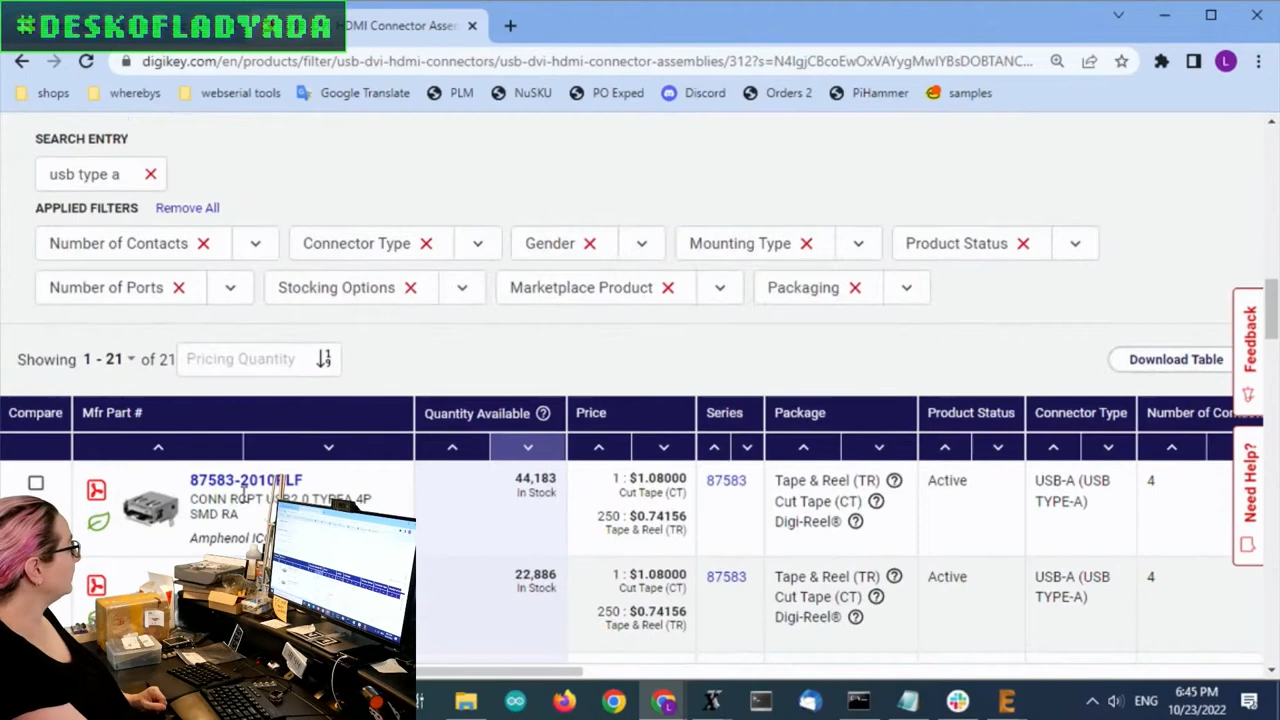 #DESKOFLADYADA
HDMI Connector Asse
digikey.com/en/products/filter/usb-dvi-hdmi-connectors/usb-dvi-hdmi-connector-assemblies/312?s=N4IgjCBcoEwOxVAYygMwIYBsDOBTANC...
shops
whereby
webserial tools
Google Translate
PLM
NuSKU
PO Exped
Discord
Orders 2
PiHammer
samples
SEARCH ENTRY
usb type a
APPLIED FILTERS Remove All
Number of Contacts
Connector Type
Gender
Mounting Type
Product Status
Number of Ports
Stocking Options
Marketplace Product
Packaging
Showing 1 - 21 of 21
Pricing Quantity
Download Table
Compare
Mfr Part #
Quantity Available
Price
Series
Package
Product Status
Connector Type
Number of Co
CONN RCPT USB2.0 TYPEA 4P
SMD RA
Amphenol IC
44,183
In Stock
1 : $1.08000
Cut Tape (CT)
250 : $0.74156
Tape & Reel (TR)
87583
Tape & Reel (TR)
Cut Tape (CT)
Digi-Reel®
Active
USB-A (USB
TYPE-A)
4
22,886
In Stock
1 : $1.08000
Cut Tape (CT)
250 : $0.74156
Tape & Reel (TR)
87583
Tape & Reel (TR)
Cut Tape (CT)
Digi-Reel®
Active
USB-A (USB
TYPE-A)
4
Feedback
Need Help?
L
ENG
6:45 PM
10/23/2022